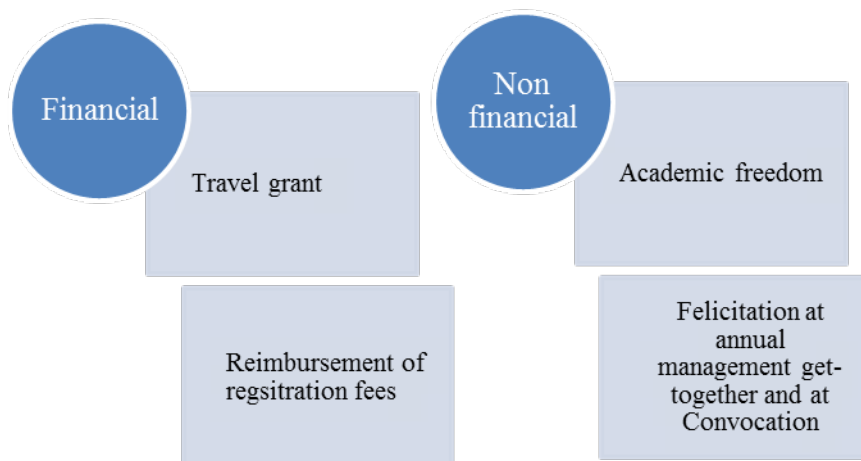 Financial
Travel grant
Reimbursement of
regsitration fees
Non
financial
Academic freedom
Felicitation at
annual
management get-
together and at
Convocation